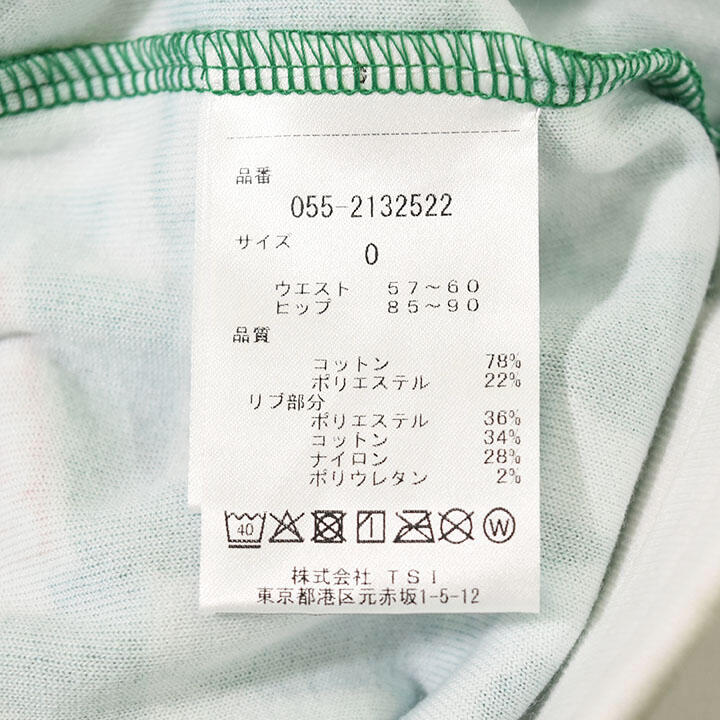 品番
055-2132522
サイズ
0
ウエスト 57～60
ヒップ 85～90
品質
コットン 78%
ポリエステル 22%
リブ部分
ポリエステル 36%
コットン 34%
ナイロン 28%
ポリウレタン 2%
40 W
株式会社 TSI
東京都港区元赤坂1-5-12